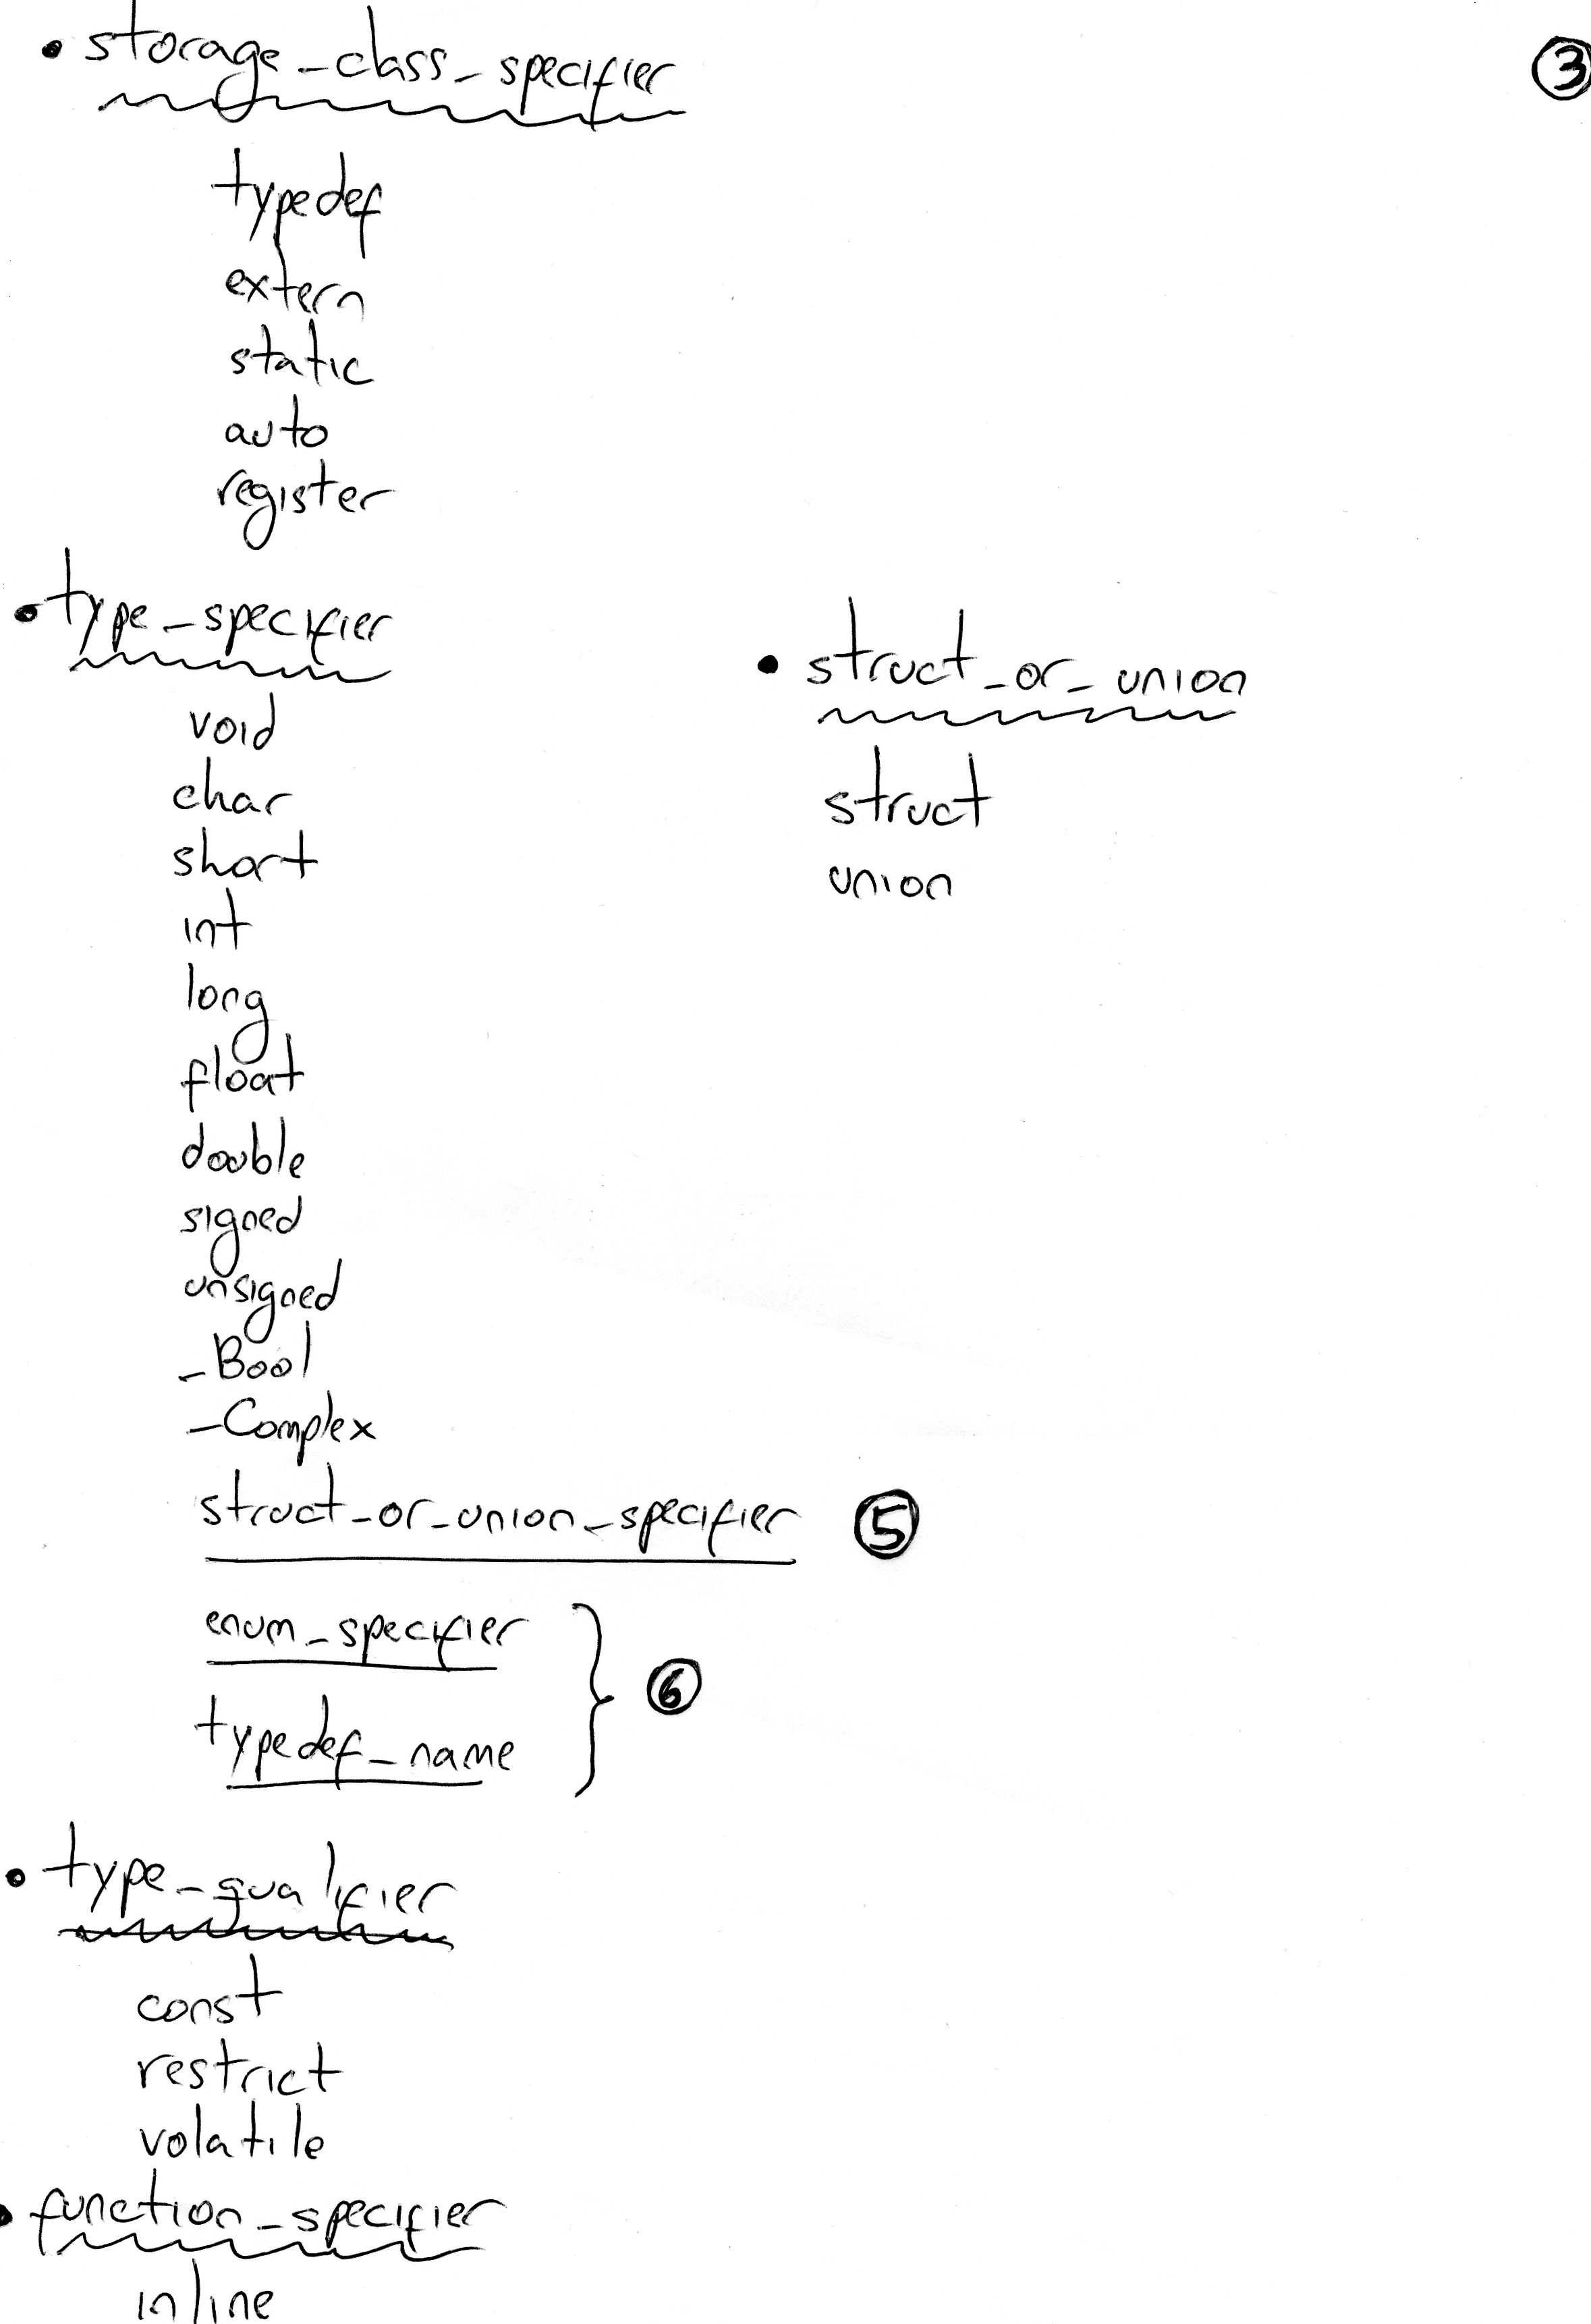 • storage_class_specifier
③
typedef
extern
static
auto
register
• type_specifier
void
char
short
int
long
float
double
signed
unsigned
_Bool
_Complex
struct_or_union_specifier ⑤
enum_specifier
typedef_name
⑥
• struct_or_union
struct
union
• type_qualifier
const
restrict
volatile
• function_specifier
inline